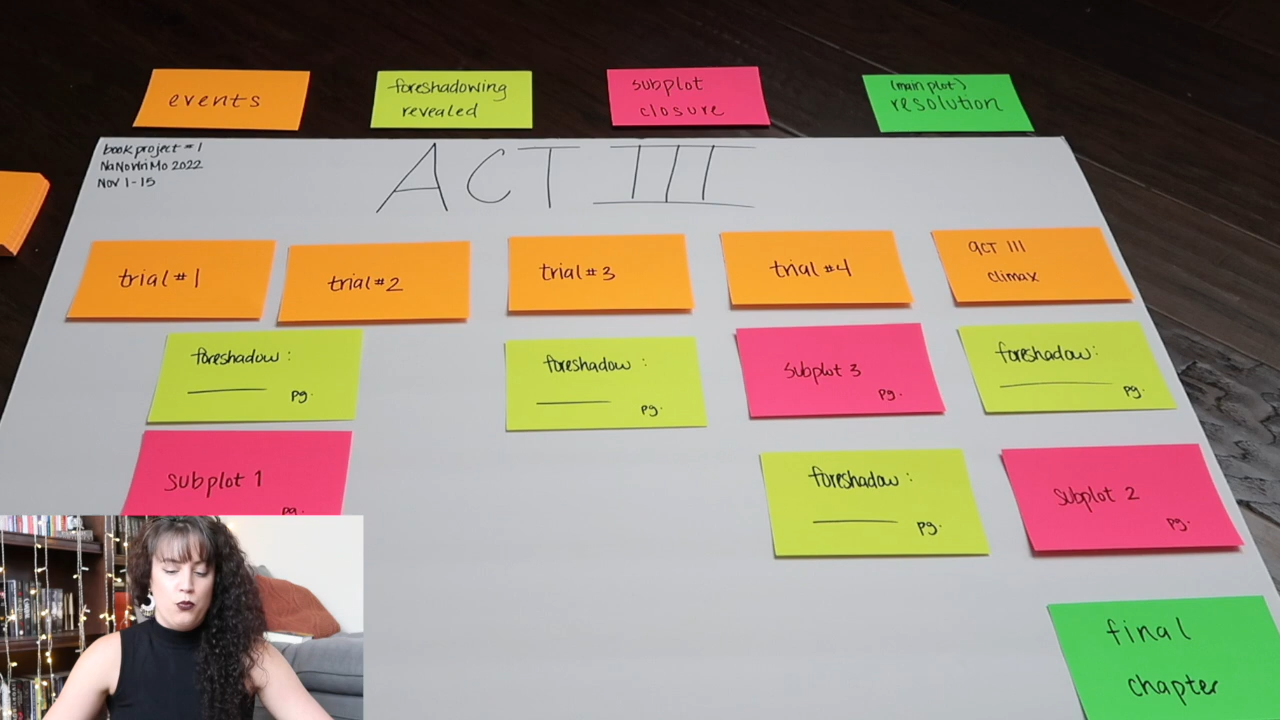 events
foreshadowing
revealed
subplot
closure
(main plot)
resolution
book project #1
NaNoWriMo 2022
Nov 1-15
ACT III
trial #1
trial #2
trial #3
trial #4
act III
climax
foreshadow:
pg.
foreshadow:
pg.
subplot 3
pg.
foreshadow:
pg.
subplot 1
pg.
foreshadow:
pg.
subplot 2
pg.
final
chapter